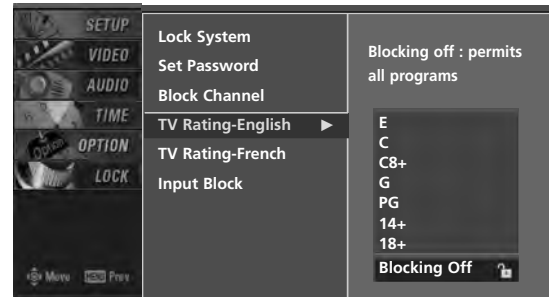 SETUP
VIDEO
AUDIO
TIME
OPTION
LOCK
Move MENU Prev
Lock System
Set Password
Block Channel
TV Rating-English ▶
TV Rating-French
Input Block
Blocking off : permits
all programs
E
C
C8+
G
PG
14+
18+
Blocking Off